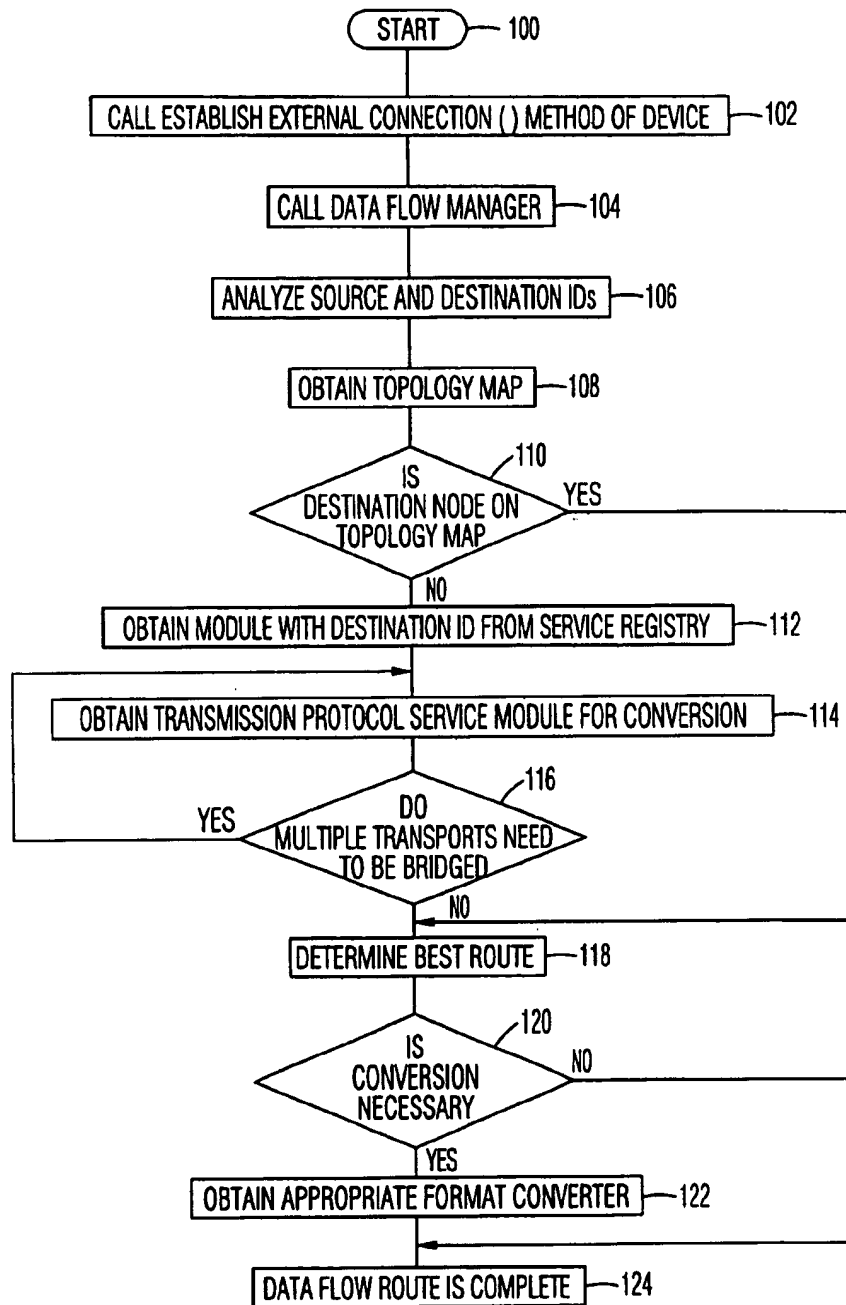 START
100
CALL ESTABLISH EXTERNAL CONNECTION ( ) METHOD OF DEVICE
102
CALL DATA FLOW MANAGER
104
ANALYZE SOURCE AND DESTINATION IDs
106
OBTAIN TOPOLOGY MAP
108
110
IS
DESTINATION NODE ON
TOPOLOGY MAP
YES
NO
OBTAIN MODULE WITH DESTINATION ID FROM SERVICE REGISTRY
112
OBTAIN TRANSMISSION PROTOCOL SERVICE MODULE FOR CONVERSION
114
116
DO
MULTIPLE TRANSPORTS NEED
TO BE BRIDGED
YES
NO
DETERMINE BEST ROUTE
118
120
IS
CONVERSION
NECESSARY
NO
YES
OBTAIN APPROPRIATE FORMAT CONVERTER
122
DATA FLOW ROUTE IS COMPLETE
124